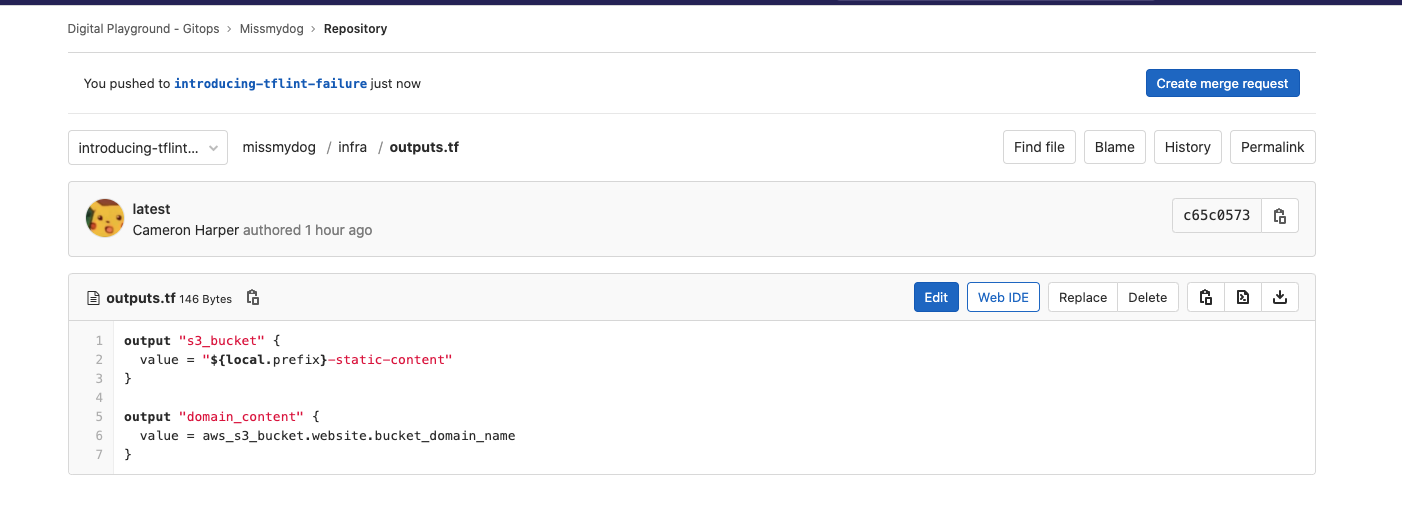 Digital Playground - Gitops › Missmydog › Repository
You pushed to introducing-tflint-failure just now
Create merge request
introducing-tflint... missmydog / infra / outputs.tf
Find file Blame History Permalink
latest
Cameron Harper authored 1 hour ago
c65c0573
outputs.tf 146 Bytes
Edit Web IDE Replace Delete
1 output "s3_bucket" {
2   value = "${local.prefix}-static-content"
3 }
4
5 output "domain_content" {
6   value = aws_s3_bucket.website.bucket_domain_name
7 }